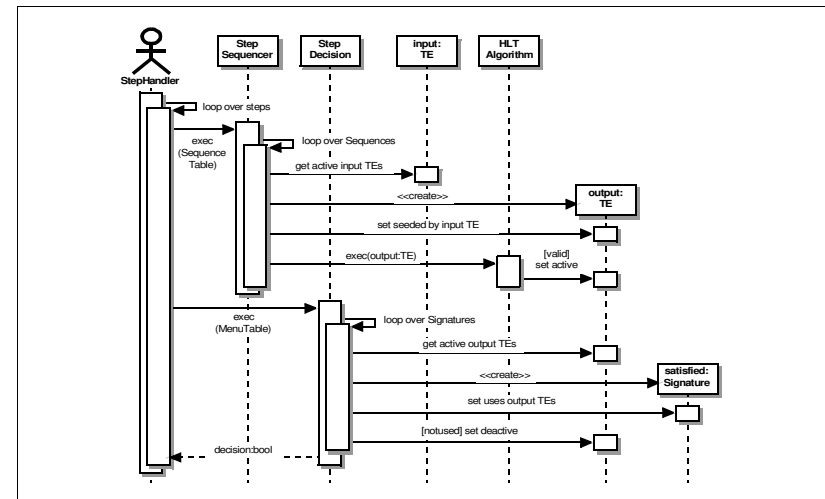 Step
Sequencer
Step
Decision
input:
TE
HLT
Algorithm
StepHandler
loop over steps
exec
(Sequence
Table)
loop over Sequences
get active input TEs
<<create>>
output:
TE
set seeded by input TE
exec(output:TE)
[valid]
set active
exec
(MenuTable)
loop over Signatures
get active output TEs
<<create>>
satisfied:
Signature
set uses output TEs
[notused] set deactive
decision:bool